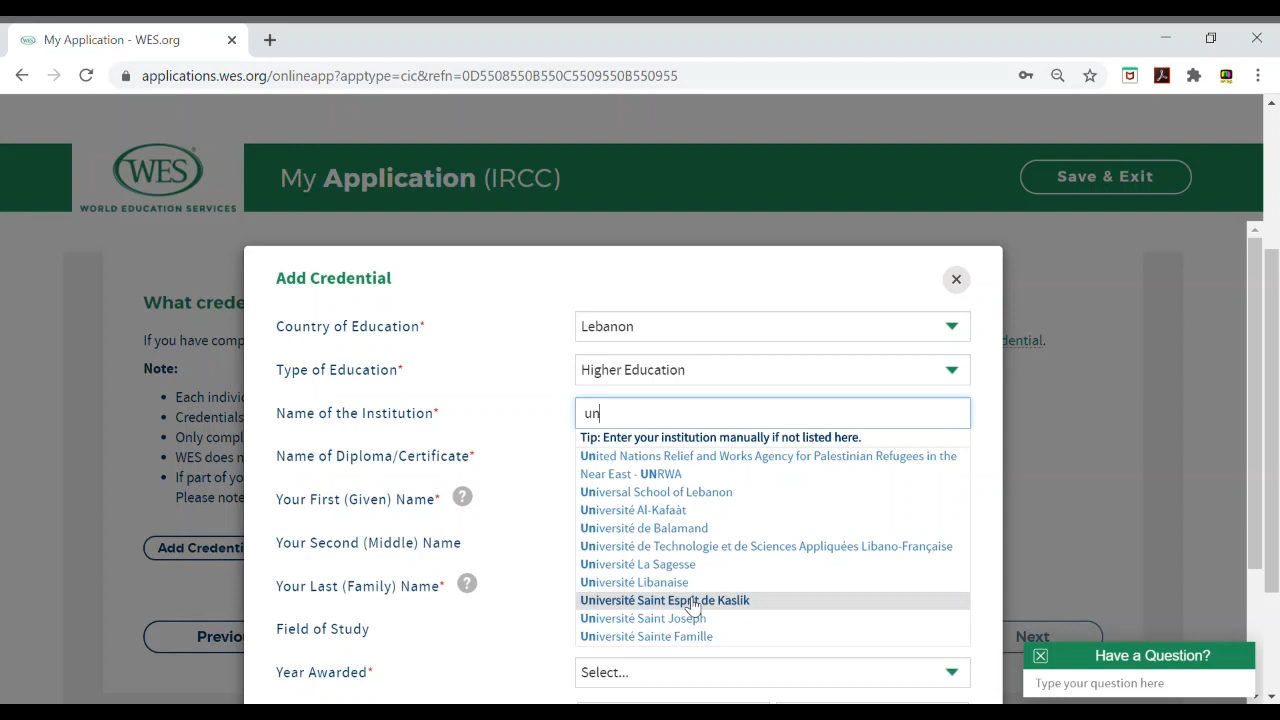 My Application - WES.org
applications.wes.org/onlineapp?apptype=cic&refn=0D5508550B550C5509550B550955
WES
WORLD EDUCATION SERVICES
My Application (IRCC)
Save & Exit
What crede
If you have comp
dential.
Note:
Each indivi
Credentials
Only compl
WES does n
If part of yo
Please note
Add Credenti
Previo
Next
Add Credential
Country of Education*
Lebanon
Type of Education*
Higher Education
Name of the Institution*
un
Tip: Enter your institution manually if not listed here.
United Nations Relief and Works Agency for Palestinian Refugees in the
Near East - UNRWA
Universal School of Lebanon
Université Al-Kafaàt
Université de Balamand
Université de Technologie et de Sciences Appliquées Libano-Française
Université La Sagesse
Université Libanaise
Université Saint Esprit de Kaslik
Université Saint Joseph
Université Sainte Famille
Name of Diploma/Certificate*
Your First (Given) Name* ?
Your Second (Middle) Name
Your Last (Family) Name* ?
Field of Study
Year Awarded*
Select...
Have a Question?
Type your question here